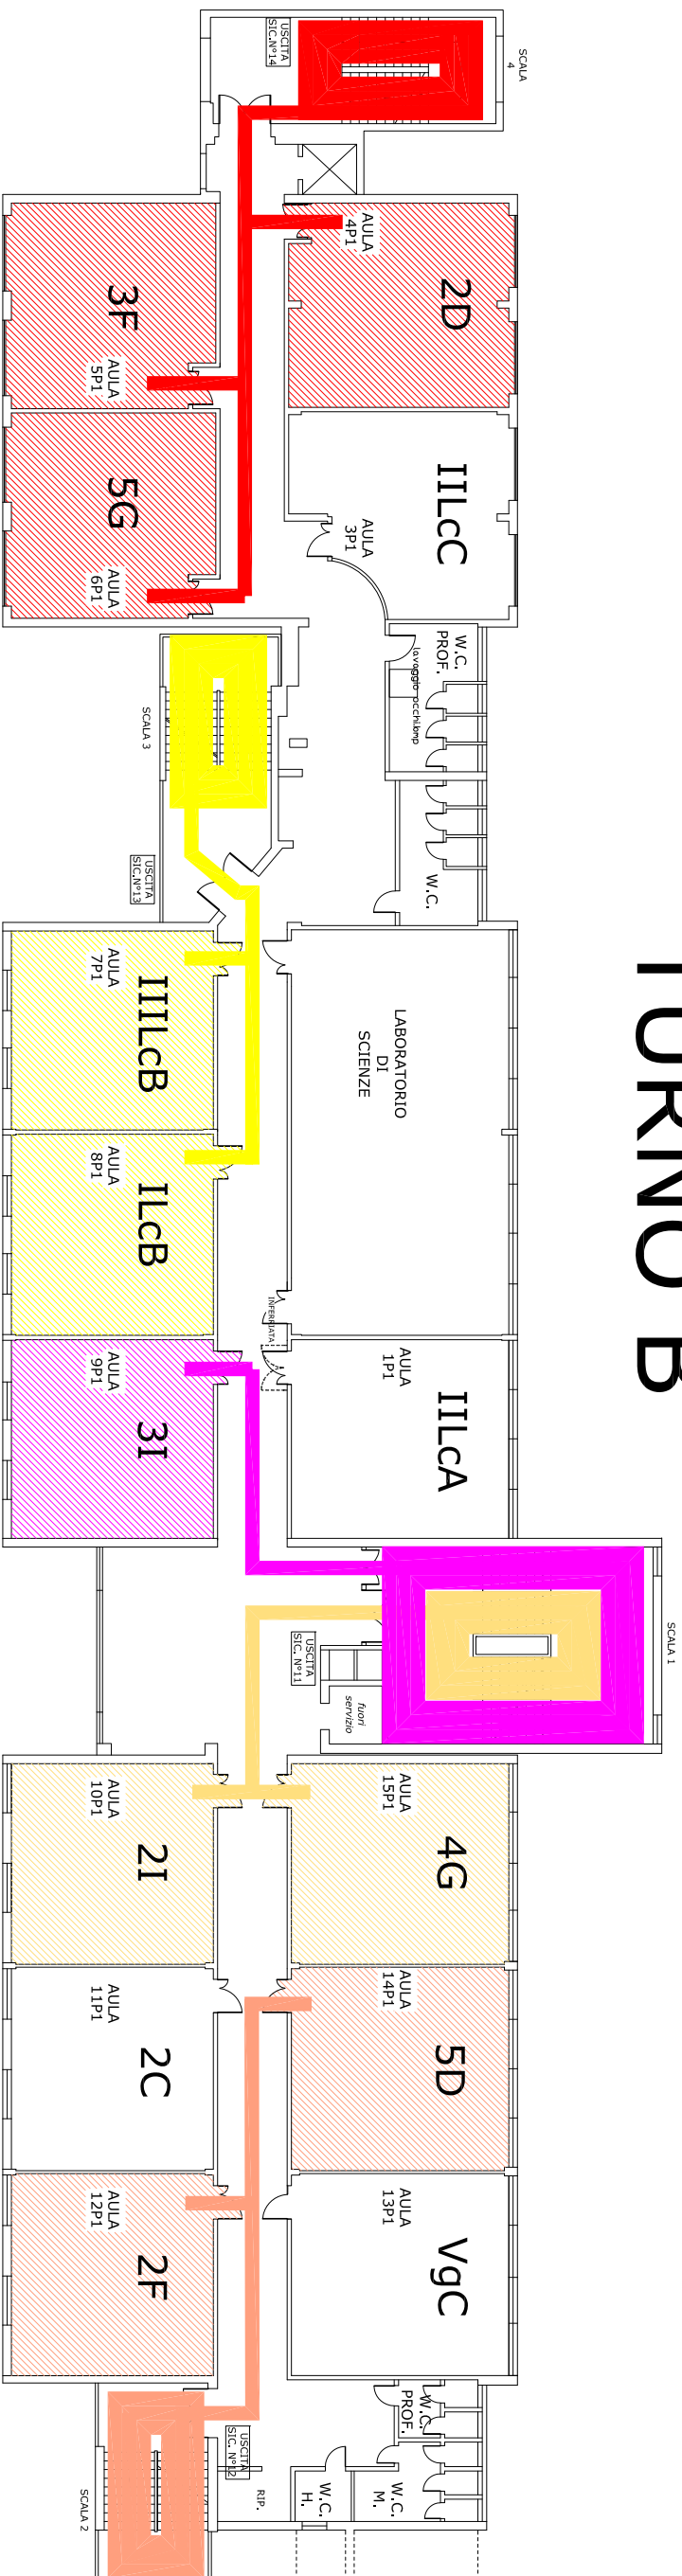 TURNO B
SCALA
4
USCITA
SIC.N°14
AULA
4P1
2D
3F
AULA
5P1
5G
AULA
6P1
IILcC
AULA
3P1
W.C.
PROF.
lavaggio occhi
SCALA 3
USCITA
SIC.N°13
W.C.
AULA
7P1
IIILcB
LABORATORIO
DI
SCIENZE
AULA
8P1
ILcB
INFERRIATA
AULA
9P1
3I
AULA
1P1
IILcA
SCALA 1
USCITA
SIC. N°11
fuori
servizio
AULA
10P1
2I
AULA
15P1
4G
AULA
11P1
2C
AULA
14P1
5D
AULA
12P1
2F
AULA
13P1
VgC
W.C.
PROF.
USCITA
SIC. N°12
RIP.
W.C.
H.
W.C.
M.
SCALA 2